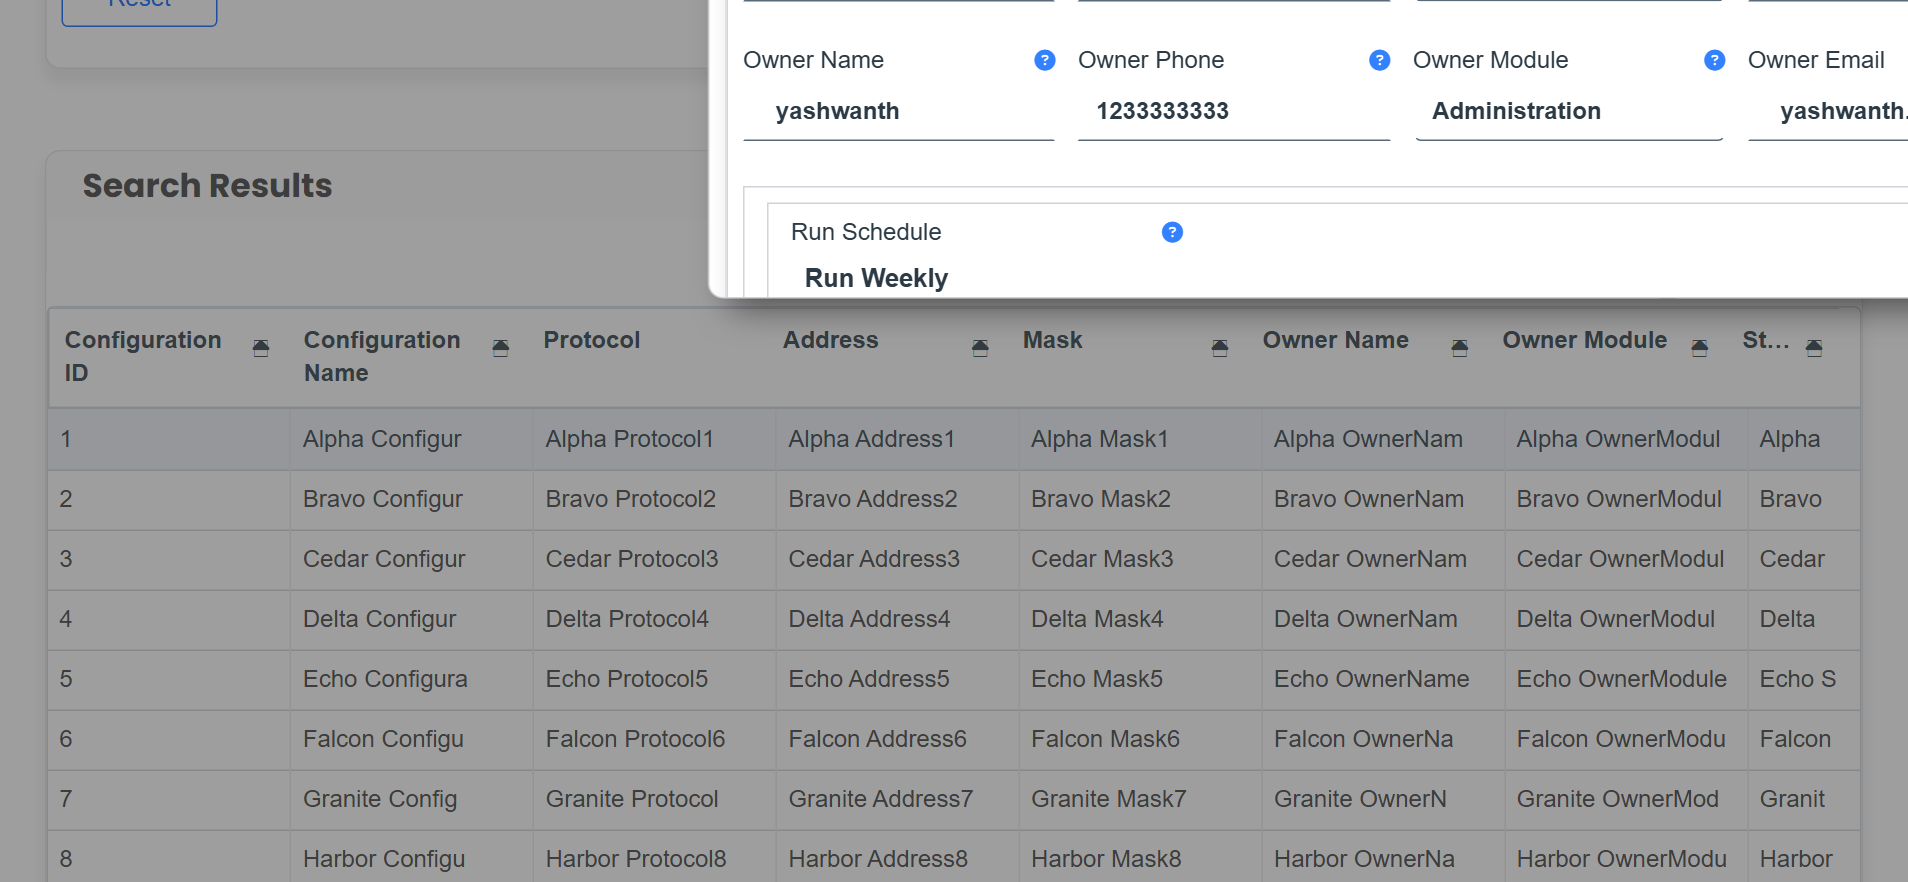 Reset
Owner Name ? Owner Phone ? Owner Module ? Owner Email
yashwanth 1233333333 Administration yashwanth.
Run Schedule ?
Run Weekly
Search Results
Configuration ID Configuration Name Protocol Address Mask Owner Name Owner Module St...
1 Alpha Configur Alpha Protocol1 Alpha Address1 Alpha Mask1 Alpha OwnerNam Alpha OwnerModul Alpha
2 Bravo Configur Bravo Protocol2 Bravo Address2 Bravo Mask2 Bravo OwnerNam Bravo OwnerModul Bravo
3 Cedar Configur Cedar Protocol3 Cedar Address3 Cedar Mask3 Cedar OwnerNam Cedar OwnerModul Cedar
4 Delta Configur Delta Protocol4 Delta Address4 Delta Mask4 Delta OwnerNam Delta OwnerModul Delta
5 Echo Configura Echo Protocol5 Echo Address5 Echo Mask5 Echo OwnerName Echo OwnerModule Echo S
6 Falcon Configu Falcon Protocol6 Falcon Address6 Falcon Mask6 Falcon OwnerNa Falcon OwnerModu Falcon
7 Granite Config Granite Protocol Granite Address7 Granite Mask7 Granite OwnerN Granite OwnerMod Granit
8 Harbor Configu Harbor Protocol8 Harbor Address8 Harbor Mask8 Harbor OwnerNa Harbor OwnerModu Harbor